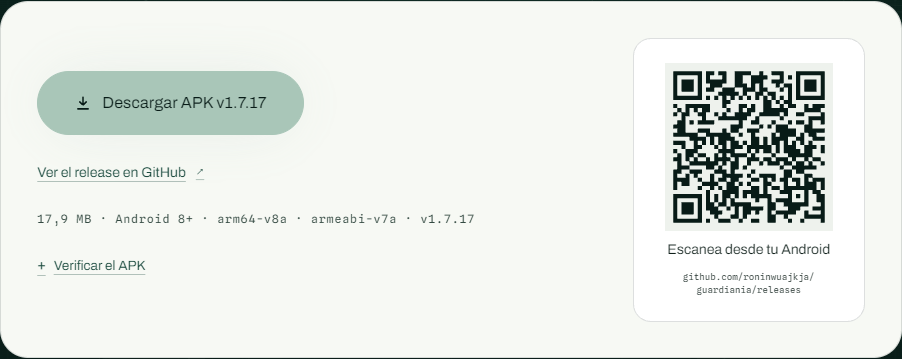 Descargar APK v1.7.17
Ver el release en GitHub ↗
17,9 MB · Android 8+ · arm64-v8a · armeabi-v7a · v1.7.17
+ Verificar el APK
Escanea desde tu Android
github.com/roninwuajkja/
guardiania/releases